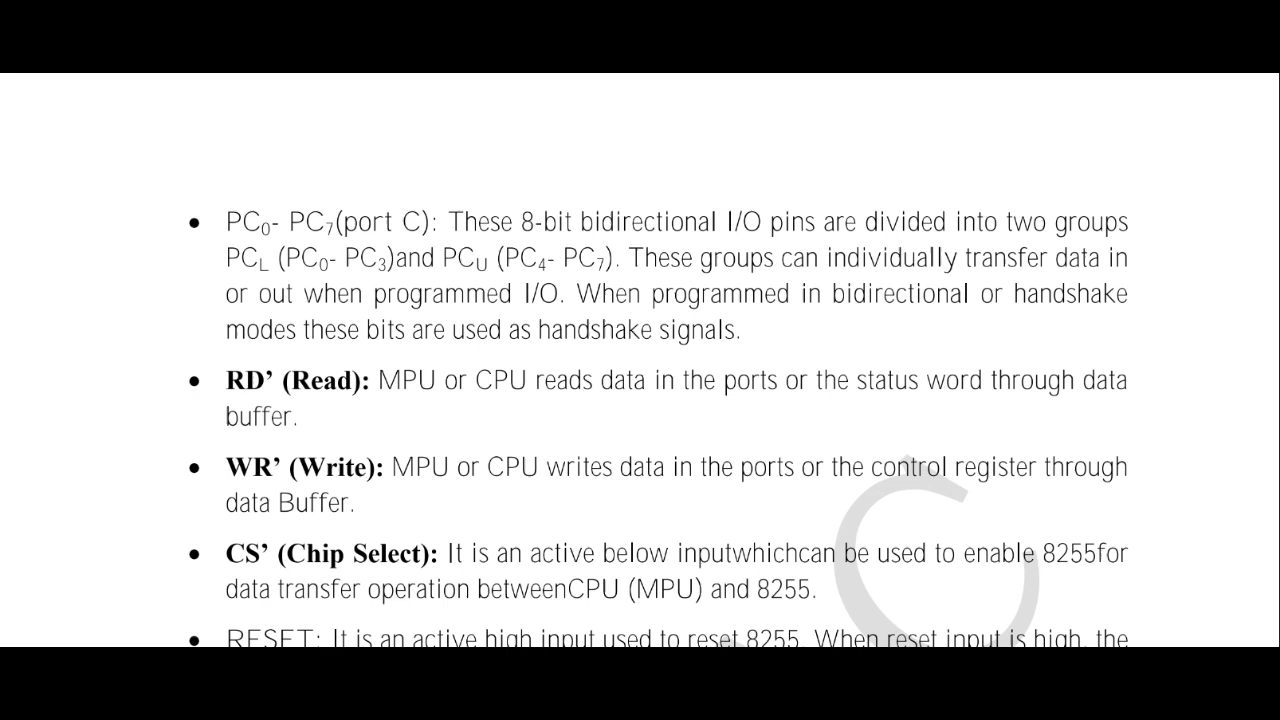 • PC₀- PC₇(port C): These 8-bit bidirectional I/O pins are divided into two groups
PCL (PC₀- PC₃)and PCU (PC₄- PC₇). These groups can individually transfer data in
or out when programmed I/O. When programmed in bidirectional or handshake
modes these bits are used as handshake signals.
• RD’ (Read): MPU or CPU reads data in the ports or the status word through data
buffer.
• WR’ (Write): MPU or CPU writes data in the ports or the control register through
data Buffer.
• CS’ (Chip Select): It is an active below inputwhichcan be used to enable 8255for
data transfer operation betweenCPU (MPU) and 8255.
• RESET: It is an active high input used to reset 8255. When reset input is high, the